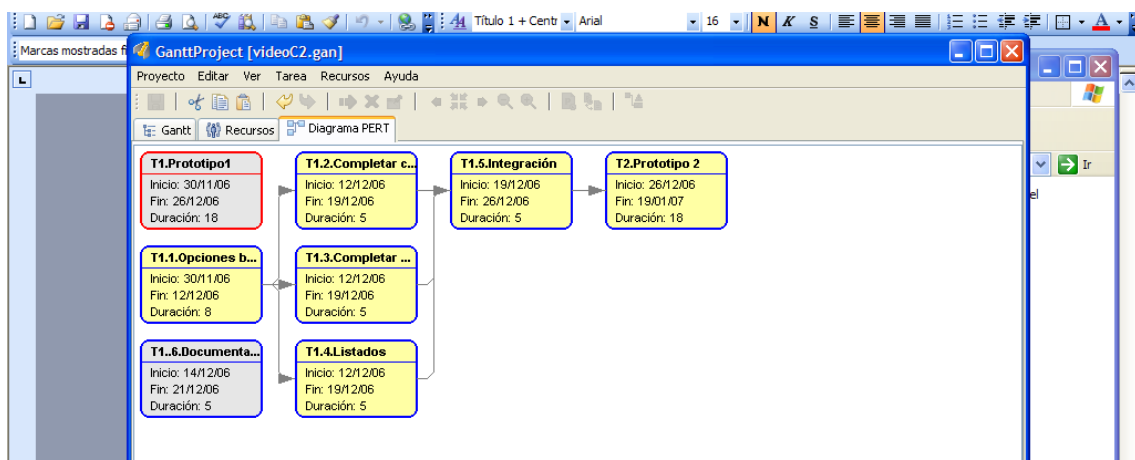 Título 1 + Centr Arial 16 N K S
Marcas mostradas f
GanttProject [videoC2.gan]
Proyecto Editar Ver Tarea Recursos Ayuda
Gantt Recursos Diagrama PERT
Ir
el
T1.Prototipo1
Inicio: 30/11/06
Fin: 26/12/06
Duración: 18
T1.2.Completar c...
Inicio: 12/12/06
Fin: 19/12/06
Duración: 5
T1.5.Integración
Inicio: 19/12/06
Fin: 26/12/06
Duración: 5
T2.Prototipo 2
Inicio: 26/12/06
Fin: 19/01/07
Duración: 18
T1.1.Opciones b...
Inicio: 30/11/06
Fin: 12/12/06
Duración: 8
T1.3.Completar ...
Inicio: 12/12/06
Fin: 19/12/06
Duración: 5
T1..6.Documenta...
Inicio: 14/12/06
Fin: 21/12/06
Duración: 5
T1.4.Listados
Inicio: 12/12/06
Fin: 19/12/06
Duración: 5